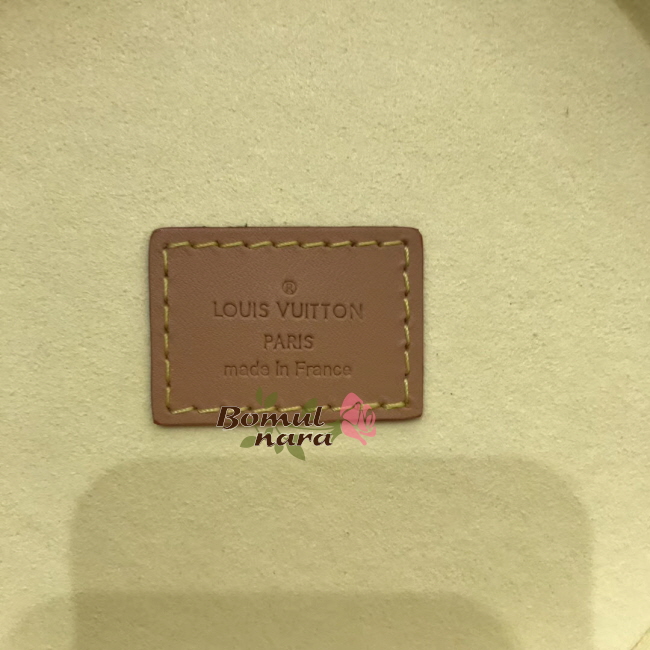 ®
LOUIS VUITTON
PARIS
made in France
Bomul
nara